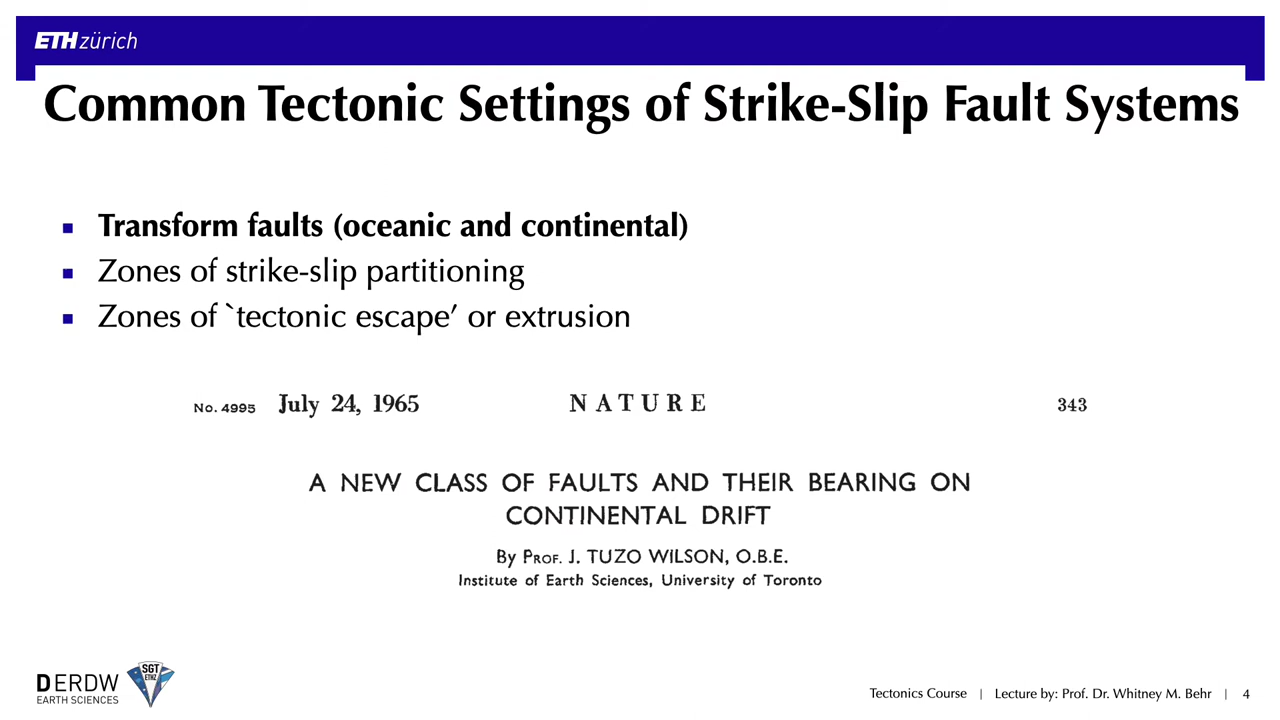 ETH zürich
Common Tectonic Settings of Strike-Slip Fault Systems
Transform faults (oceanic and continental)
Zones of strike-slip partitioning
Zones of `tectonic escape’ or extrusion
No. 4995 July 24, 1965 NATURE 343
A NEW CLASS OF FAULTS AND THEIR BEARING ON
CONTINENTAL DRIFT
By PROF. J. TUZO WILSON, O.B.E.
Institute of Earth Sciences, University of Toronto
DERDW
EARTH SCIENCES
SGT
ETHZ
Tectonics Course | Lecture by: Prof. Dr. Whitney M. Behr | 4